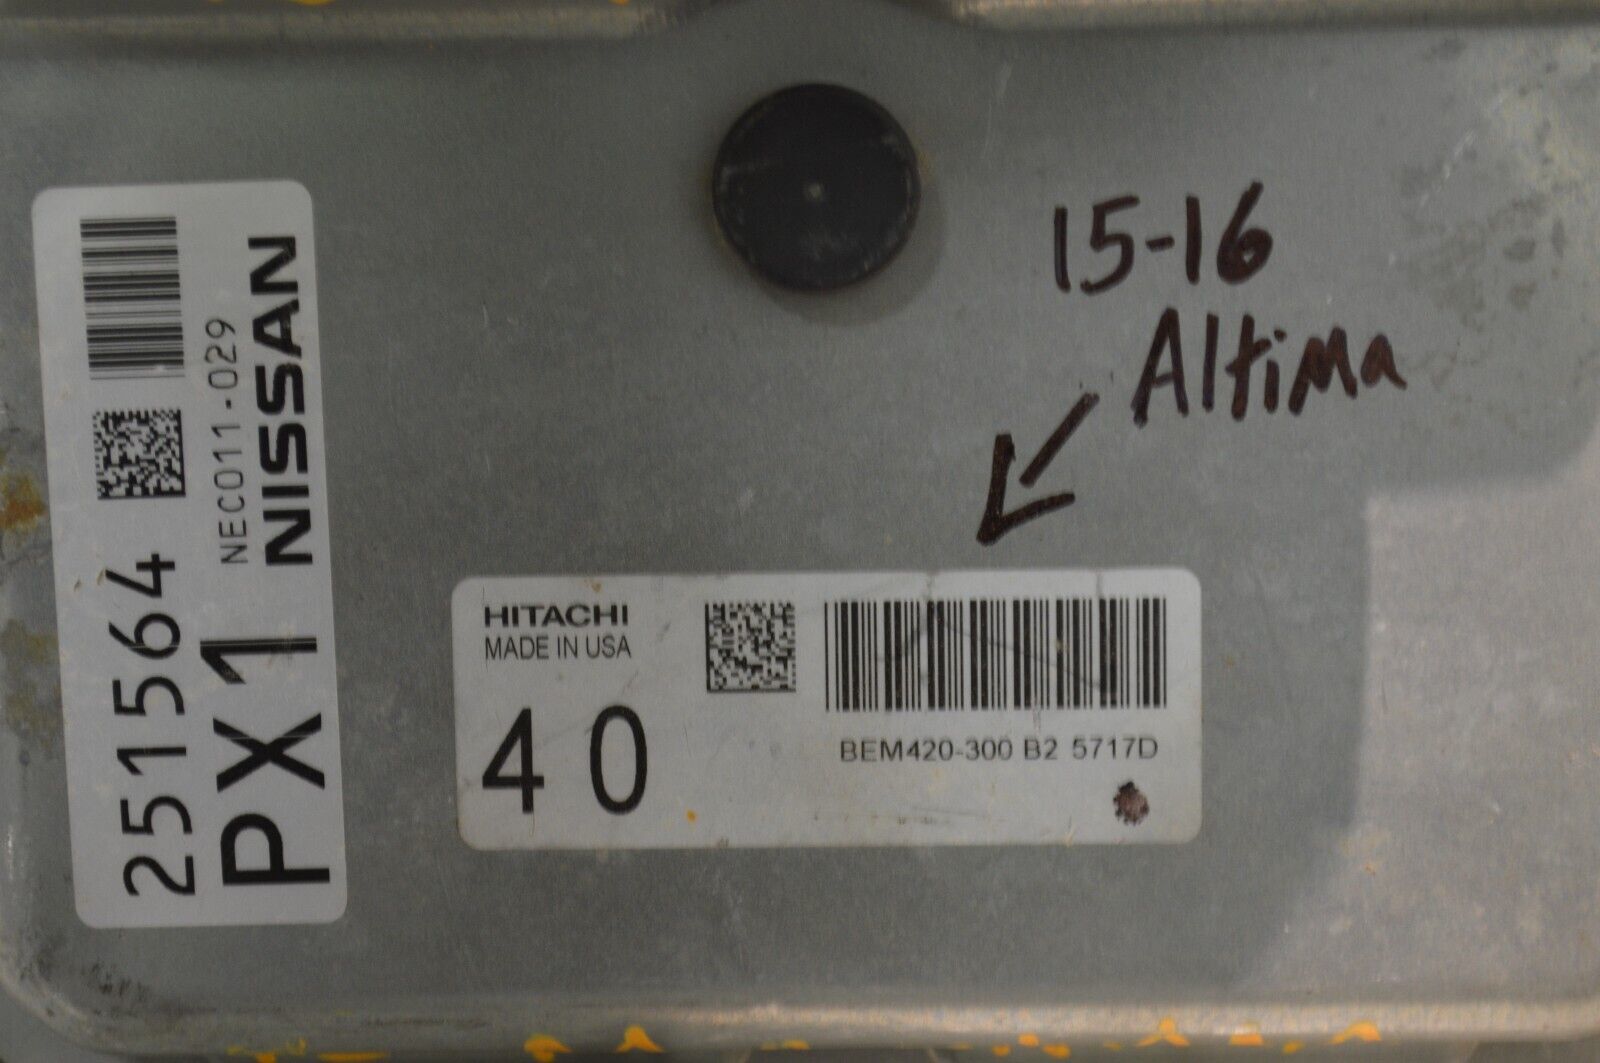 15-16
Altima
251564
NEC011-029
PX1 NISSAN
HITACHI
MADE IN USA
40
BEM420-300 B2 5717D